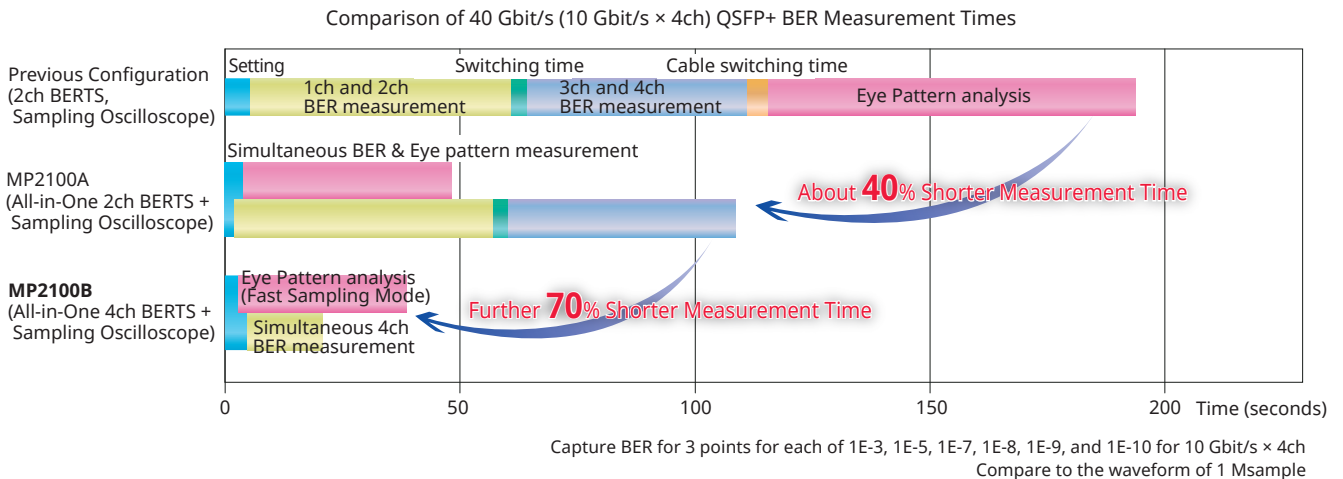 Comparison of 40 Gbit/s (10 Gbit/s × 4ch) QSFP+ BER Measurement Times
Previous Configuration
(2ch BERTS,
Sampling Oscilloscope)
Setting
Switching time
Cable switching time
1ch and 2ch
BER measurement
3ch and 4ch
BER measurement
Eye Pattern analysis
MP2100A
(All-in-One 2ch BERTS +
Sampling Oscilloscope)
Simultaneous BER & Eye pattern measurement
About 40% Shorter Measurement Time
MP2100B
(All-in-One 4ch BERTS +
Sampling Oscilloscope)
Eye Pattern analysis
(Fast Sampling Mode)
Simultaneous 4ch
BER measurement
Further 70% Shorter Measurement Time
0 50 100 150 200 Time (seconds)
Capture BER for 3 points for each of 1E-3, 1E-5, 1E-7, 1E-8, 1E-9, and 1E-10 for 10 Gbit/s × 4ch
Compare to the waveform of 1 Msample